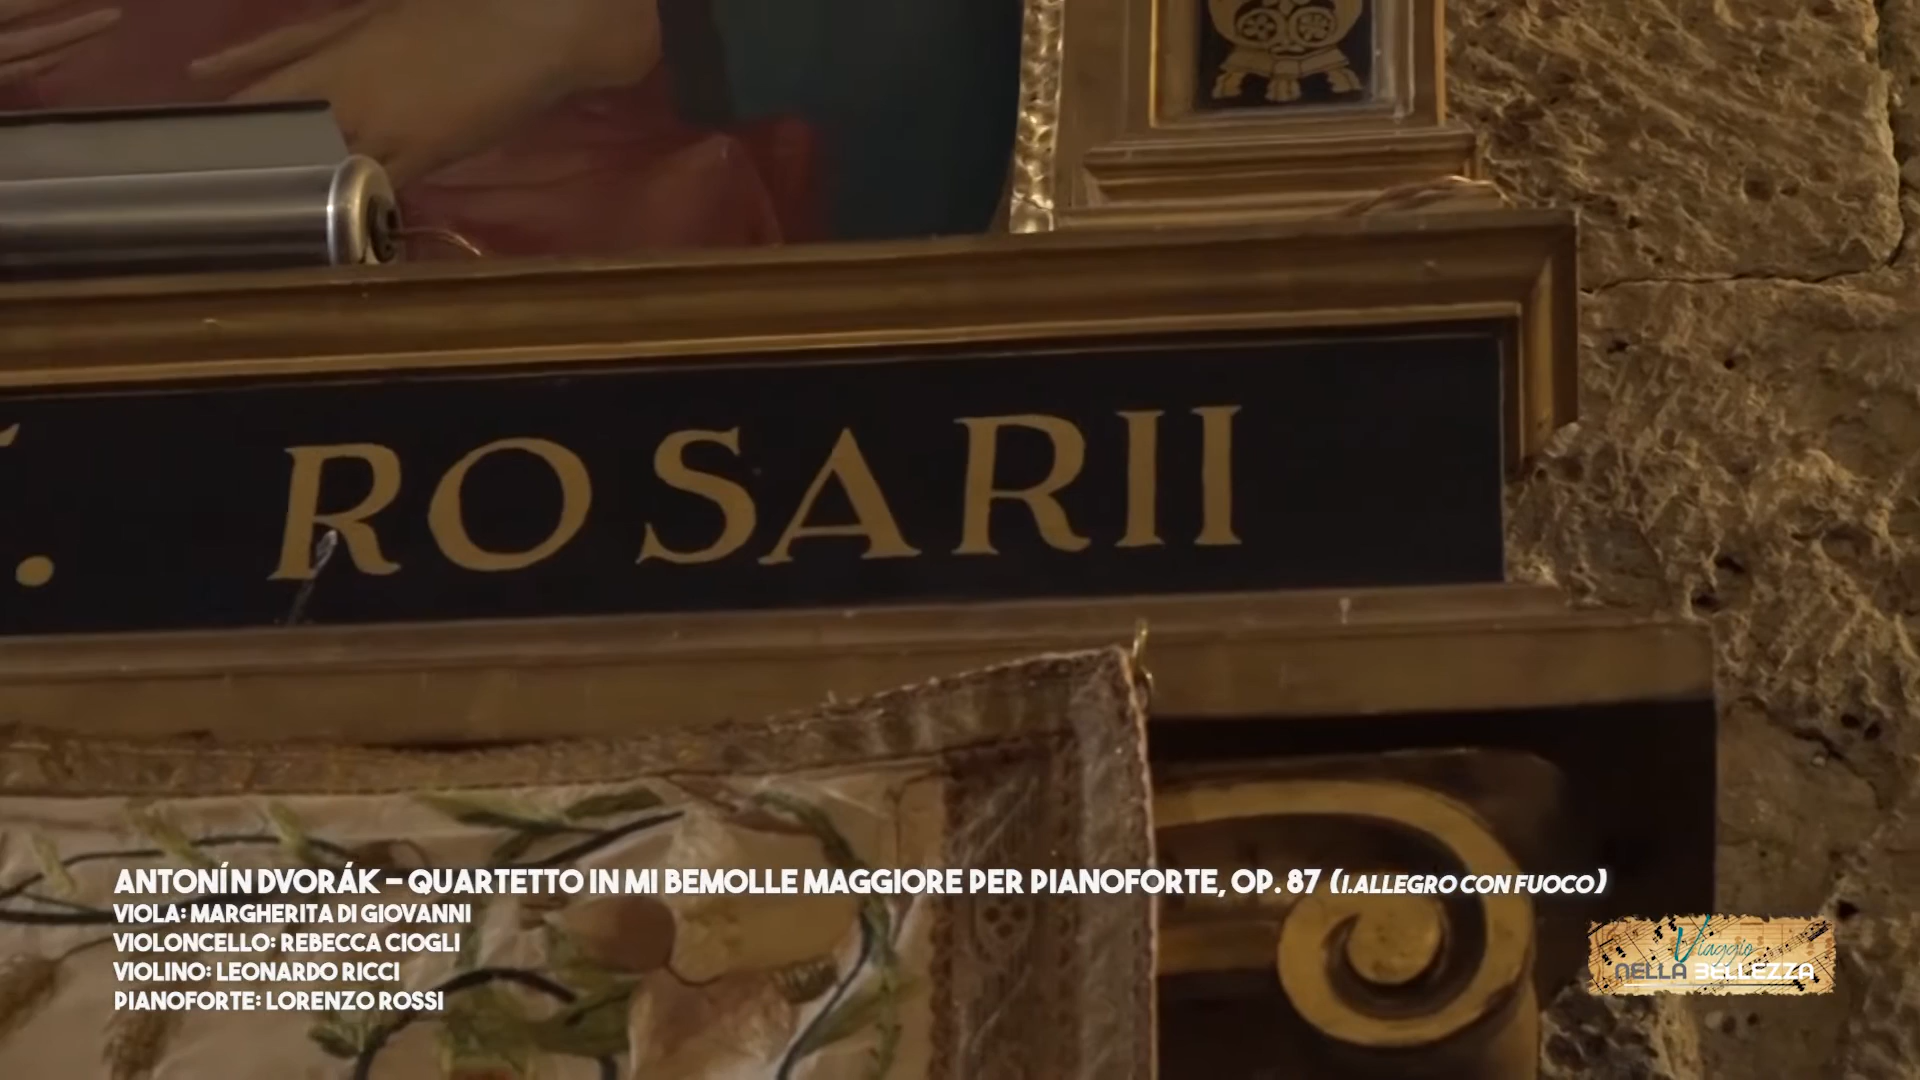 . ROSARII
ANTONÍN DVORÁK – QUARTETTO IN MI BEMOLLE MAGGIORE PER PIANOFORTE, OP. 87 (I.ALLEGRO CON FUOCO)
VIOLA: MARGHERITA DI GIOVANNI
VIOLONCELLO: REBECCA CIOGLI
VIOLINO: LEONARDO RICCI
PIANOFORTE: LORENZO ROSSI
Viaggio
NELLA BELLEZZA